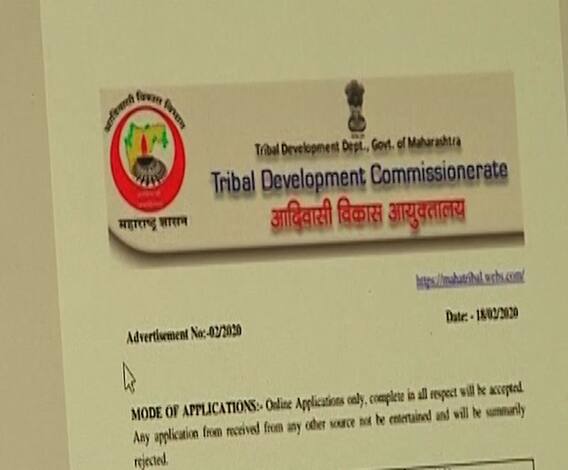 आदिवासी विकास विभाग
महाराष्ट्र शासन
Tribal Development Dept., Govt. of Maharashtra
Tribal Development Commissionerate
आदिवासी विकास आयुक्तालय
https://mahatribal.webs.com/
Advertisement No:-02/2020
Date: - 18/02/2020
MODE OF APPLICATIONS:- Online Applications only, complete in all respect will be accepted.
Any application from received from any other source not be entertained and will be summarily
rejected.